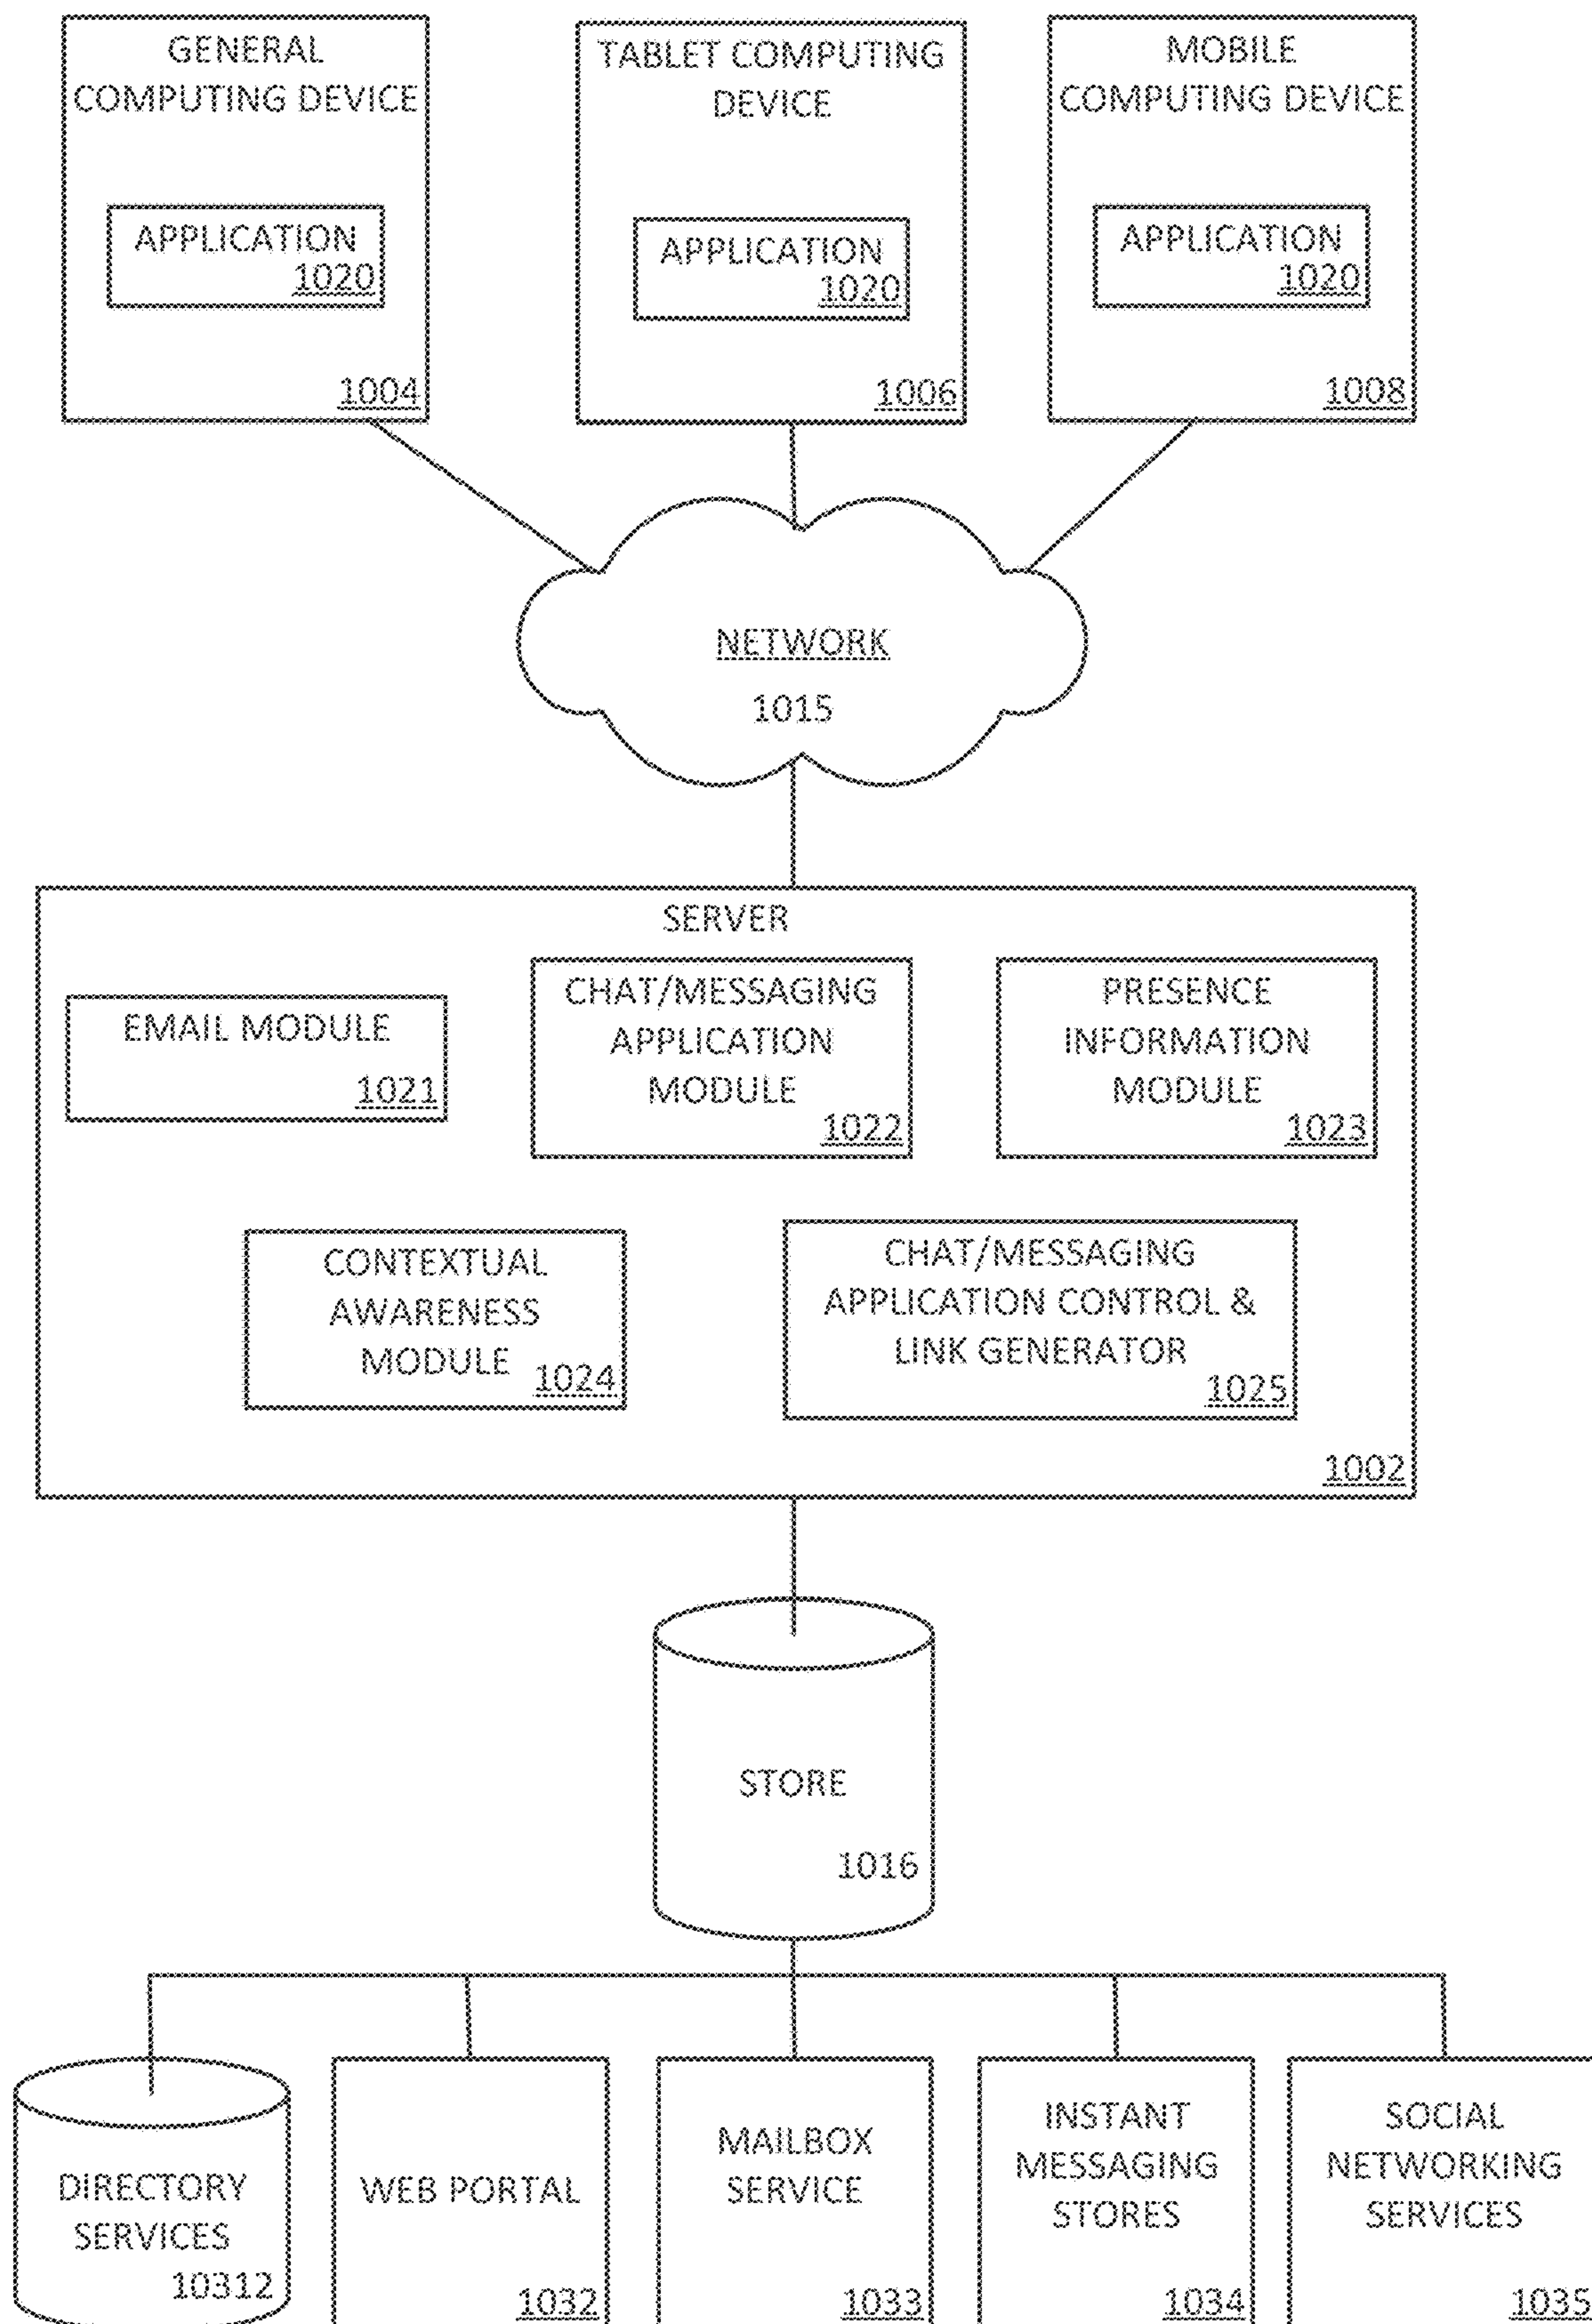 GENERAL
COMPUTING DEVICE
APPLICATION
1020
1004
TABLET COMPUTING
DEVICE
APPLICATION
1020
1006
MOBILE
COMPUTING DEVICE
APPLICATION
1020
1008
NETWORK
1015
SERVER
EMAIL MODULE
1021
CHAT/MESSAGING
APPLICATION
MODULE
1022
PRESENCE
INFORMATION
MODULE
1023
CONTEXTUAL
AWARENESS
MODULE
1024
CHAT/MESSAGING
APPLICATION CONTROL &
LINK GENERATOR
1025
1002
STORE
1016
DIRECTORY
SERVICES
10312
WEB PORTAL
1032
MAILBOX
SERVICE
1033
INSTANT
MESSAGING
STORES
1034
SOCIAL
NETWORKING
SERVICES
1035